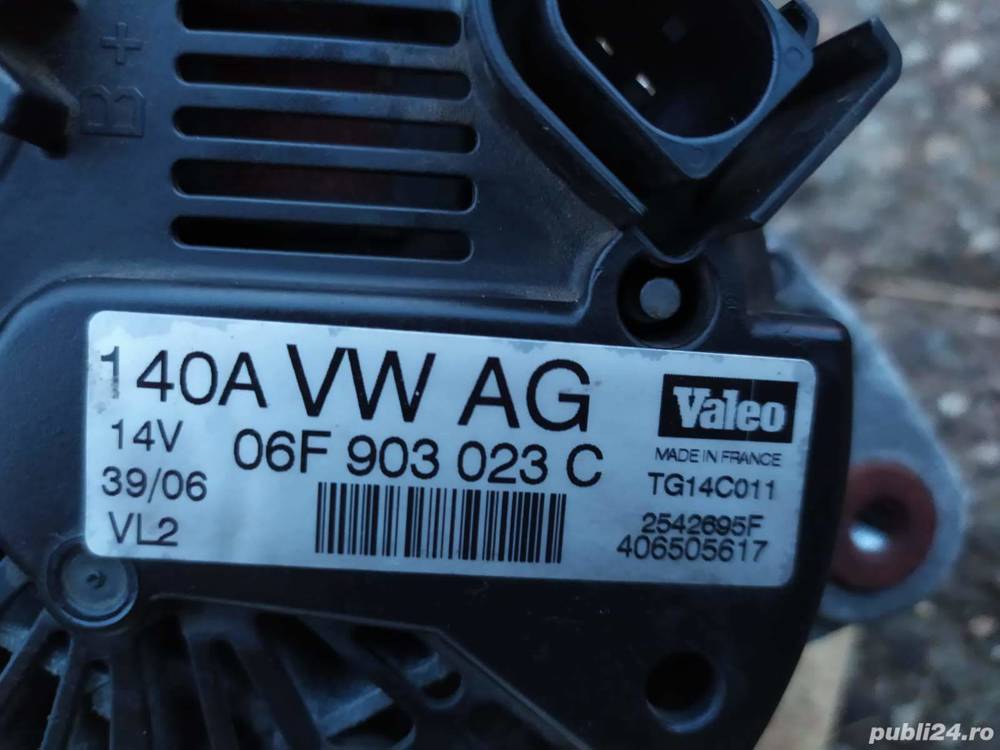 B+
140A VW AG
14V
06F 903 023 C
39/06
VL2
Valeo
MADE IN FRANCE
TG14C011
2542695F
406505617
publi24.ro